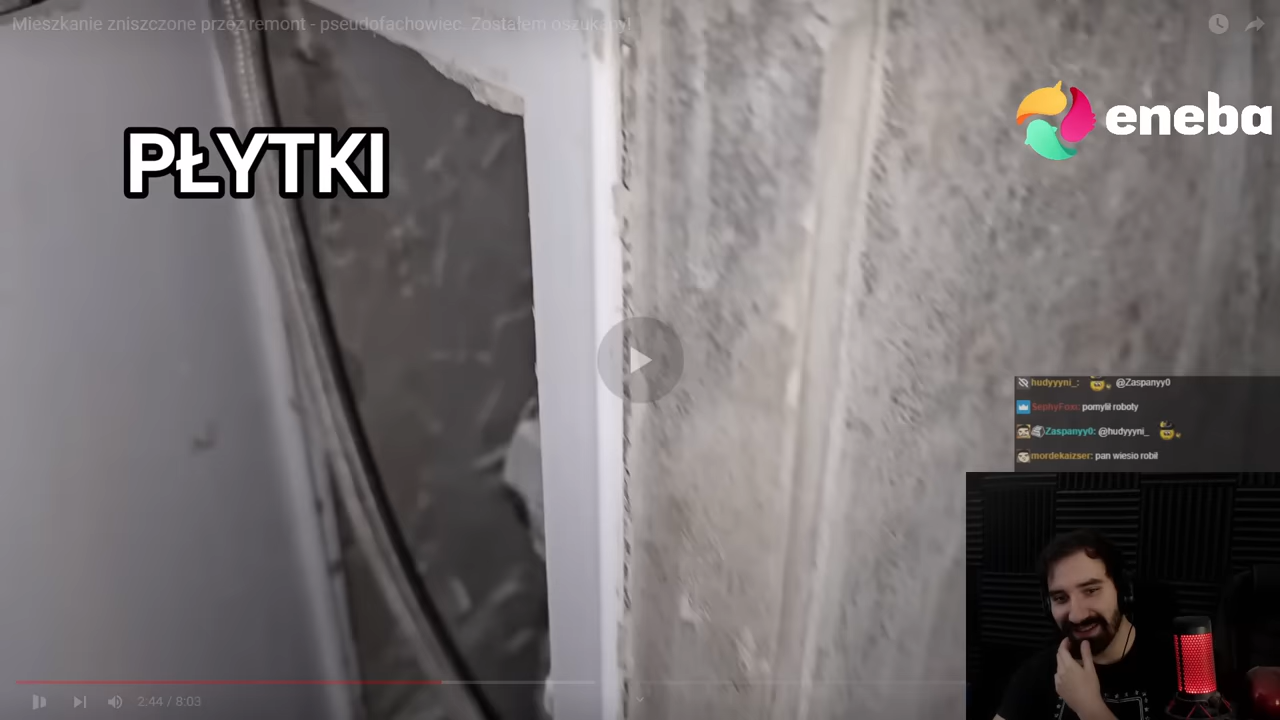 Mieszkanie zniszczone przez remont - pseudofachowiec. Zostałem oszukany!
eneba
PŁYTKI
hudyyyni_: @Zaspanyy0
SephyFoxi: pomylił roboty
Zaspanyy0: @hudyyyni_
mordekaizser: pan wiesio robił
2:44 / 8:03